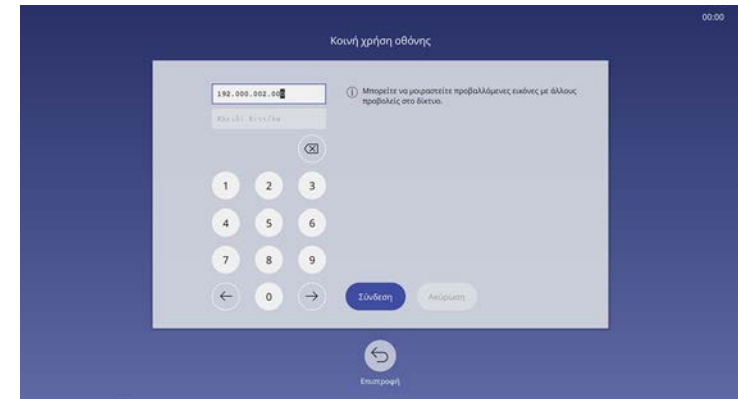 00:00
Κοινή χρήση οθόνης
192.000.002.00
Μπορείτε να μοιραστείτε προβαλλόμενες εικόνες με άλλους
προβολείς στο δίκτυο.
1 2 3
4 5 6
7 8 9
0
Σύνδεση Ακύρωση
Επιστροφή